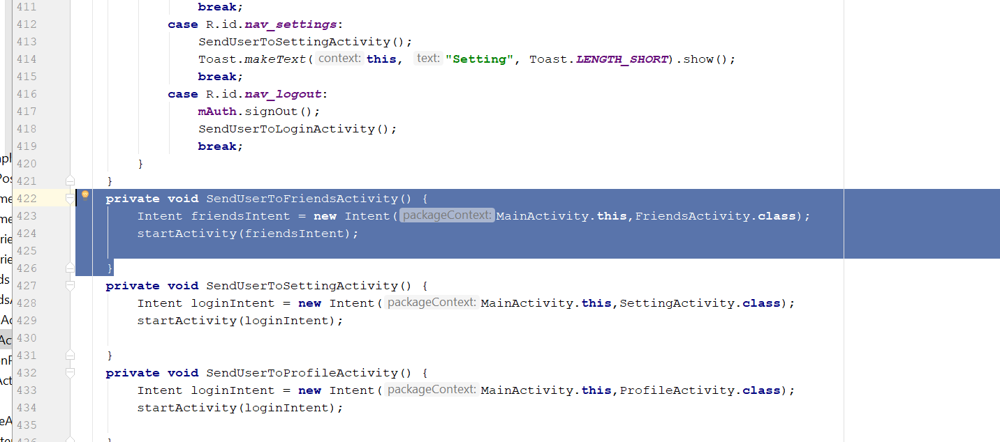 411 break;
412 case R.id.nav_settings:
413 SendUserToSettingActivity();
414 Toast.makeText( context: this, text: "Setting", Toast.LENGTH_SHORT).show();
415 break;
416 case R.id.nav_logout:
417 mAuth.signOut();
418 SendUserToLoginActivity();
419 break;
420 }
421 }
422 private void SendUserToFriendsActivity() {
423 Intent friendsIntent = new Intent( packageContext: MainActivity.this,FriendsActivity.class);
424 startActivity(friendsIntent);
425
426 }
427 private void SendUserToSettingActivity() {
428 Intent loginIntent = new Intent( packageContext: MainActivity.this,SettingActivity.class);
429 startActivity(loginIntent);
430
431 }
432 private void SendUserToProfileActivity() {
433 Intent loginIntent = new Intent( packageContext: MainActivity.this,ProfileActivity.class);
434 startActivity(loginIntent);
435
436 }